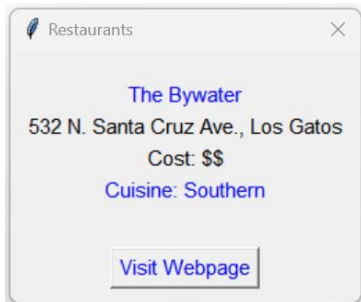 Restaurants
The Bywater
532 N. Santa Cruz Ave., Los Gatos
Cost: $$
Cuisine: Southern
Visit Webpage